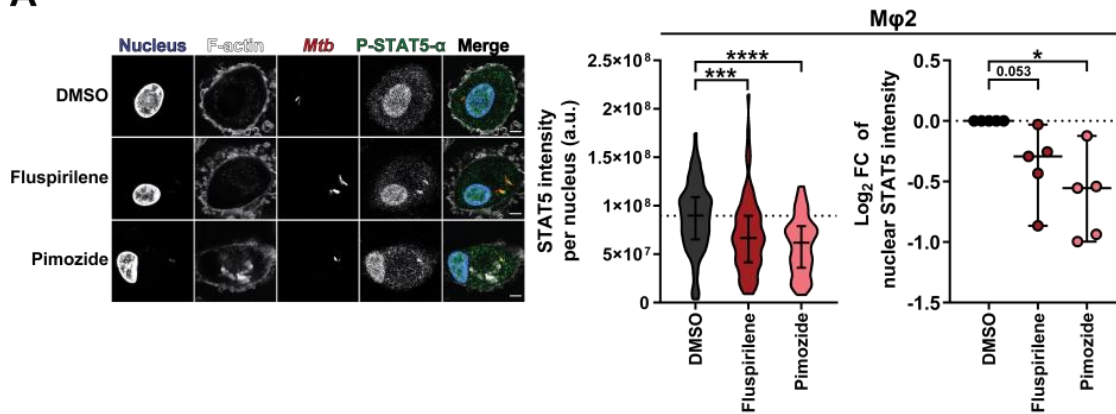 A
Nucleus F-actin Mtb P-STAT5-α Merge
DMSO
Fluspirilene
Pimozide
Mφ2
STAT5 intensity
per nucleus (a.u.)
2.5×10⁸
2×10⁸
1.5×10⁸
1×10⁸
5×10⁷
0
****
***
DMSO
Fluspirilene
Pimozide
Log₂ FC of
nuclear STAT5 intensity
0.5
0.0
-0.5
-1.0
-1.5
*
0.053
DMSO
Fluspirilene
Pimozide